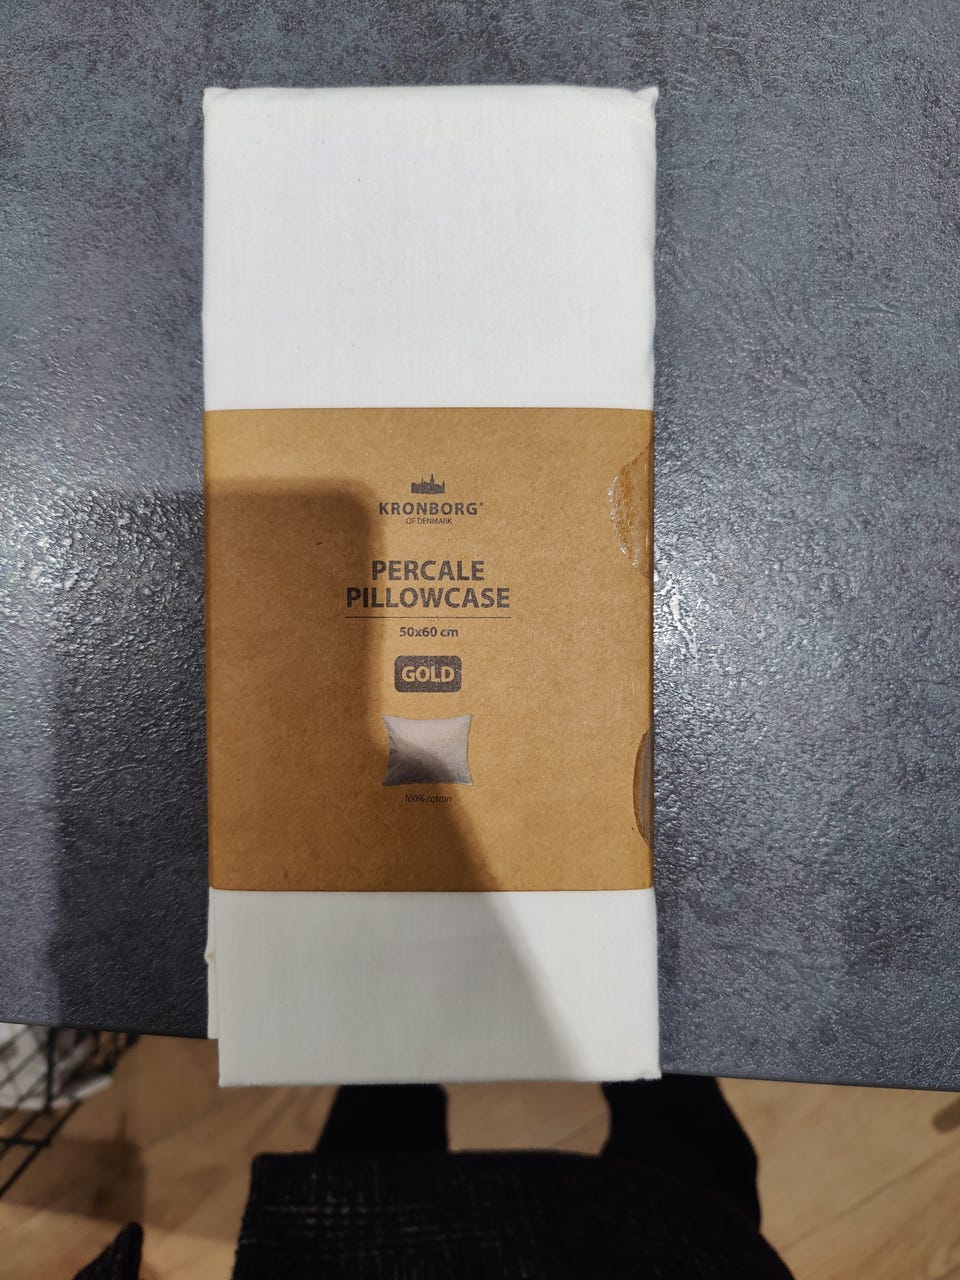 KRONBORG®
OF DENMARK
PERCALE
PILLOWCASE
50x60 cm
GOLD
100% cotton